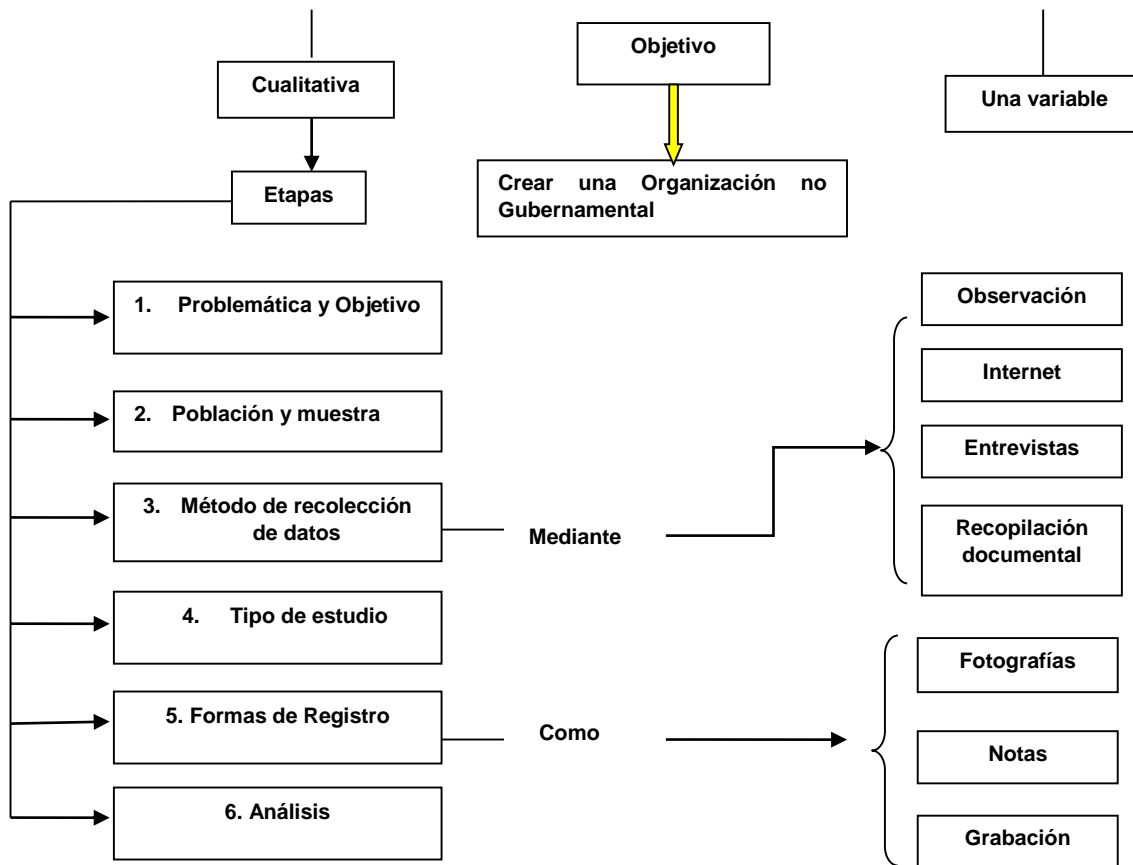 Cualitativa
Objetivo
Una variable
Etapas
Crear una Organización no
Gubernamental
1. Problemática y Objetivo
2. Población y muestra
3. Método de recolección
de datos
Mediante
Observación
Internet
Entrevistas
Recopilación
documental
4. Tipo de estudio
5. Formas de Registro
Como
Fotografías
Notas
Grabación
6. Análisis